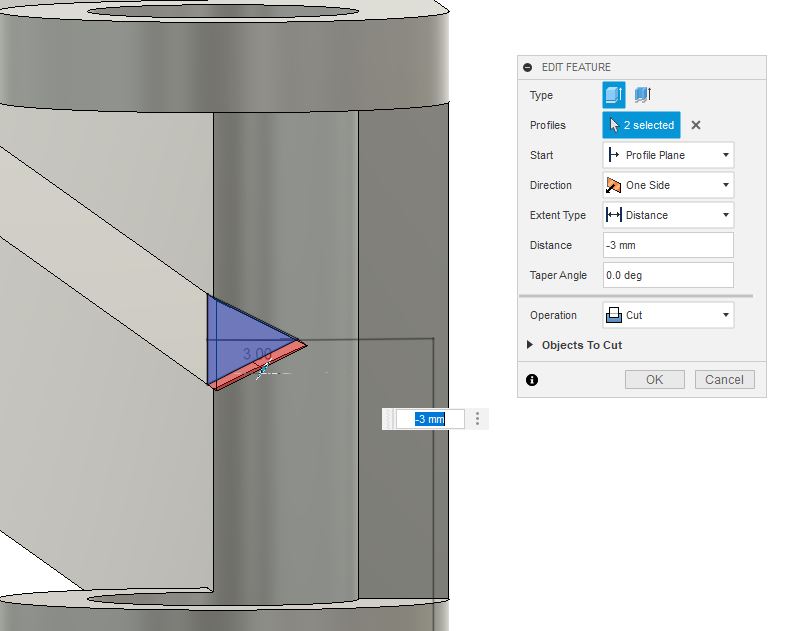 EDIT FEATURE
Type
Profiles 2 selected
Start Profile Plane
Direction One Side
Extent Type Distance
Distance -3 mm
Taper Angle 0.0 deg
Operation Cut
Objects To Cut
OK Cancel
3.00
-3 mm